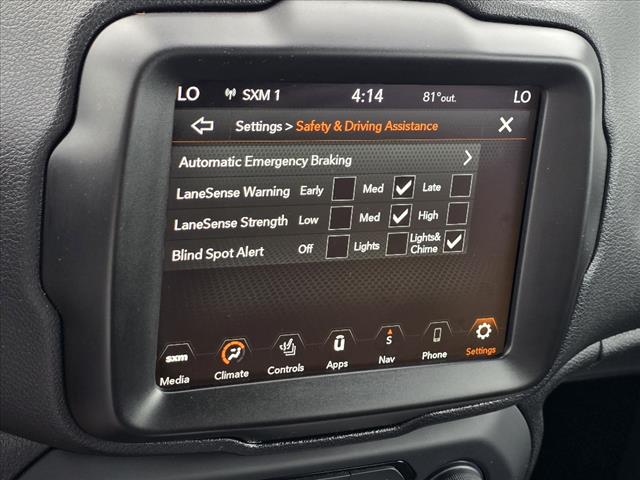 LO SXM 1 4:14 81° out. LO
Settings > Safety & Driving Assistance X
Automatic Emergency Braking
LaneSense Warning Early Med Late
LaneSense Strength Low Med High
Blind Spot Alert Off Lights Lights& Chime
sxm ü S
Media Climate Controls Apps Nav Phone Settings